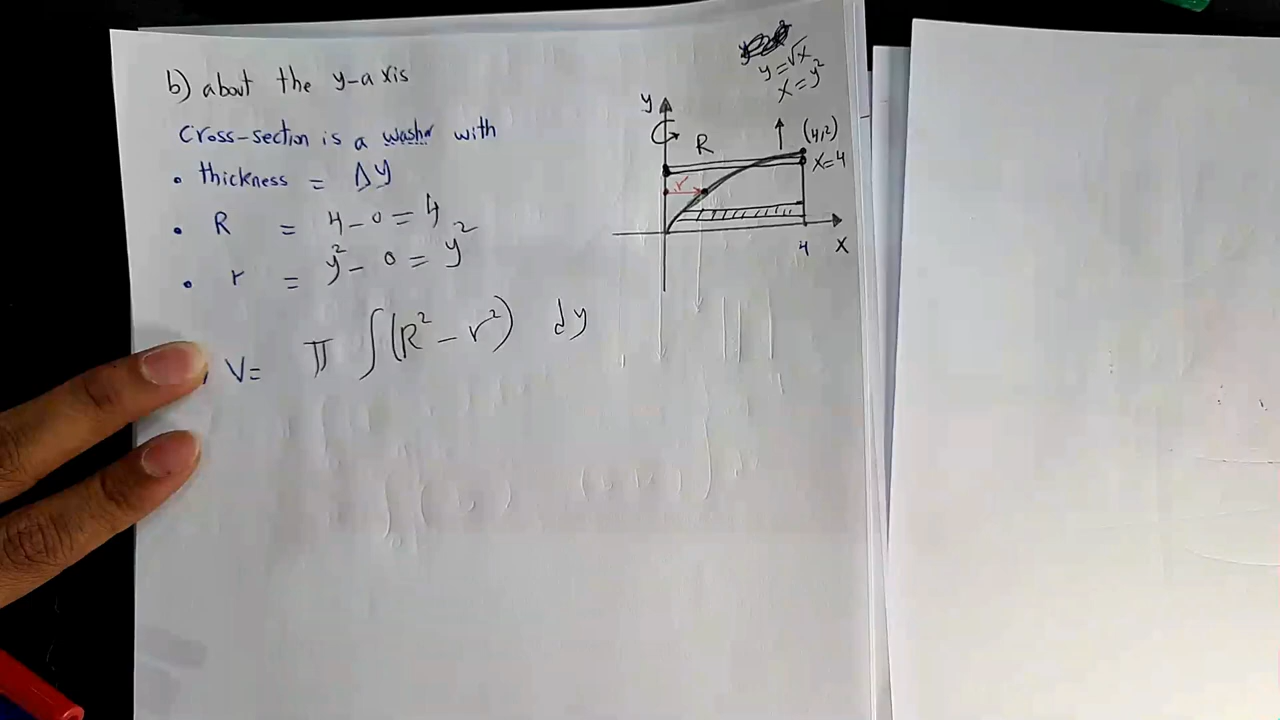 b) about the y-axis
Cross-section is a washer with
• thickness = Δy
• R = 4-0 = 4
• r = y²- 0 = y²
V= π ∫(R² - r²) dy
y=√x
x=y²
y
R
(4,2)
x=4
r
4
x